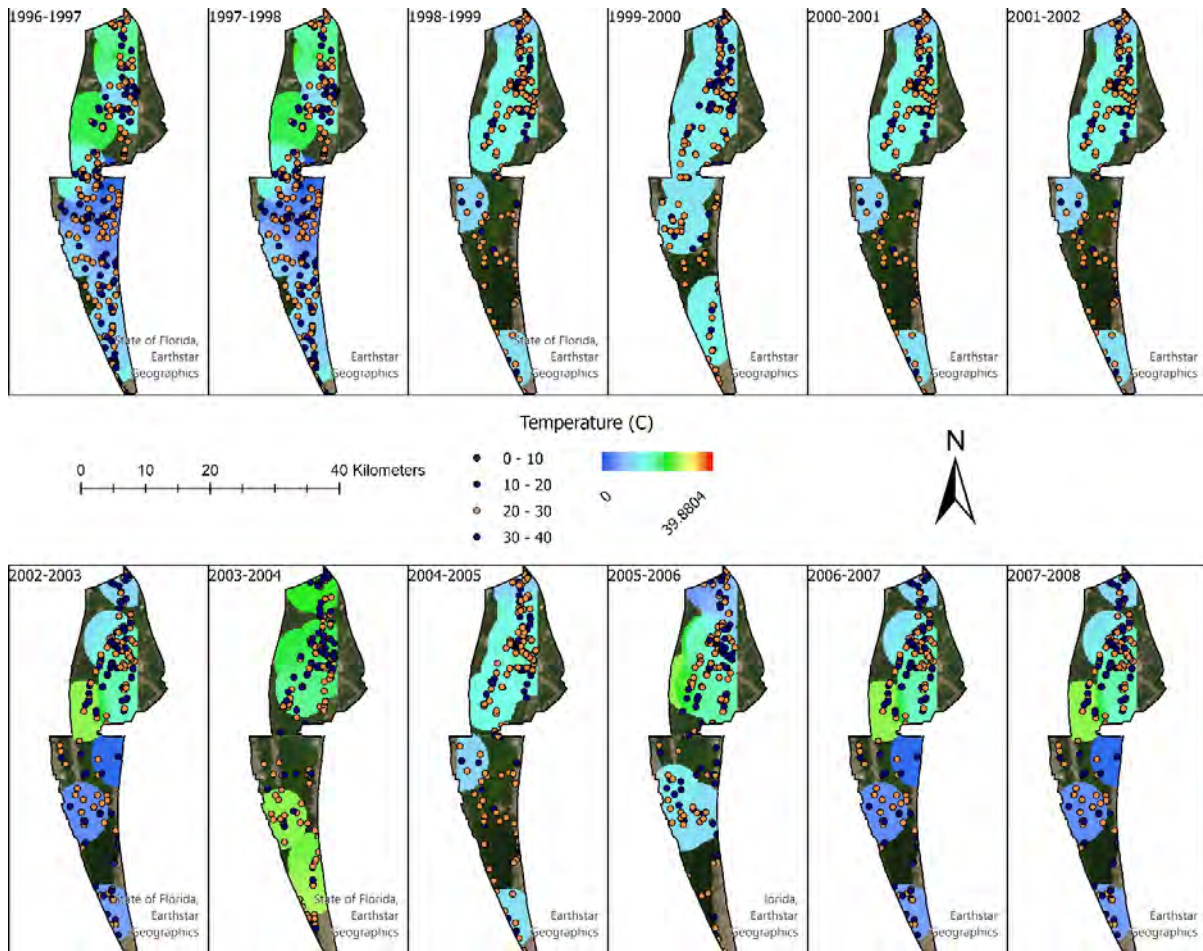 1996-1997
1997-1998
1998-1999
1999-2000
2000-2001
2001-2002
State of Florida,
Earthstar
Geographics
Earthstar
Geographics
State of Florida,
Earthstar
Geographics
Earthstar
Geographics
Earthstar
Geographics
Earthstar
Geographics
0 10 20 40 Kilometers
Temperature (C)
0 - 10
10 - 20
20 - 30
30 - 40
0
39.8804
N
2002-2003
2003-2004
2004-2005
2005-2006
2006-2007
2007-2008
State of Florida,
Earthstar
Geographics
State of Florida,
Earthstar
Geographics
Earthstar
Geographics
lorida,
Earthstar
Geographics
Earthstar
Geographics
Earthstar
Geographics